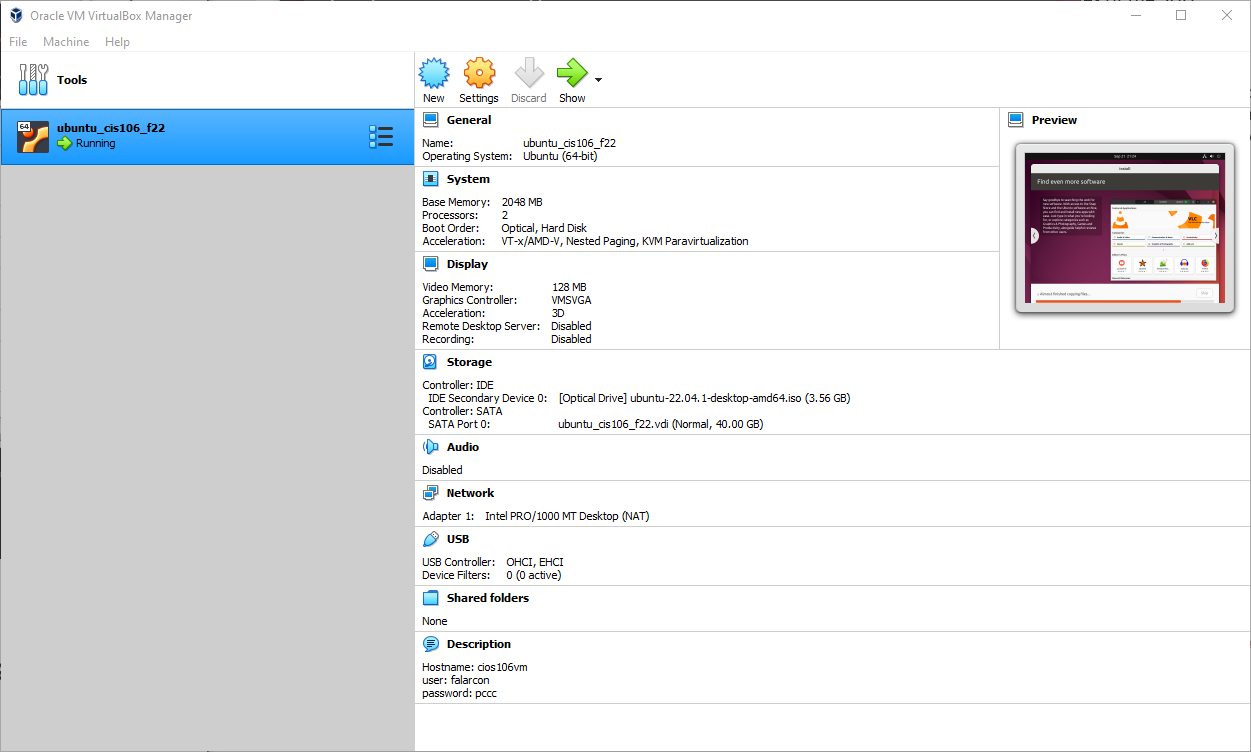 Oracle VM VirtualBox Manager
File Machine Help
Tools
New Settings Discard Show
64
ubuntu_cis106_f22
Running
General
Name: ubuntu_cis106_f22
Operating System: Ubuntu (64-bit)
System
Base Memory: 2048 MB
Processors: 2
Boot Order: Optical, Hard Disk
Acceleration: VT-x/AMD-V, Nested Paging, KVM Paravirtualization
Display
Video Memory: 128 MB
Graphics Controller: VMSVGA
Acceleration: 3D
Remote Desktop Server: Disabled
Recording: Disabled
Preview
Install
Find even more software
Storage
Controller: IDE
IDE Secondary Device 0: [Optical Drive] ubuntu-22.04.1-desktop-amd64.iso (3.56 GB)
Controller: SATA
SATA Port 0: ubuntu_cis106_f22.vdi (Normal, 40.00 GB)
Audio
Disabled
Network
Adapter 1: Intel PRO/1000 MT Desktop (NAT)
USB
USB Controller: OHCI, EHCI
Device Filters: 0 (0 active)
Shared folders
None
Description
Hostname: cios106vm
user: falarcon
password: pccc